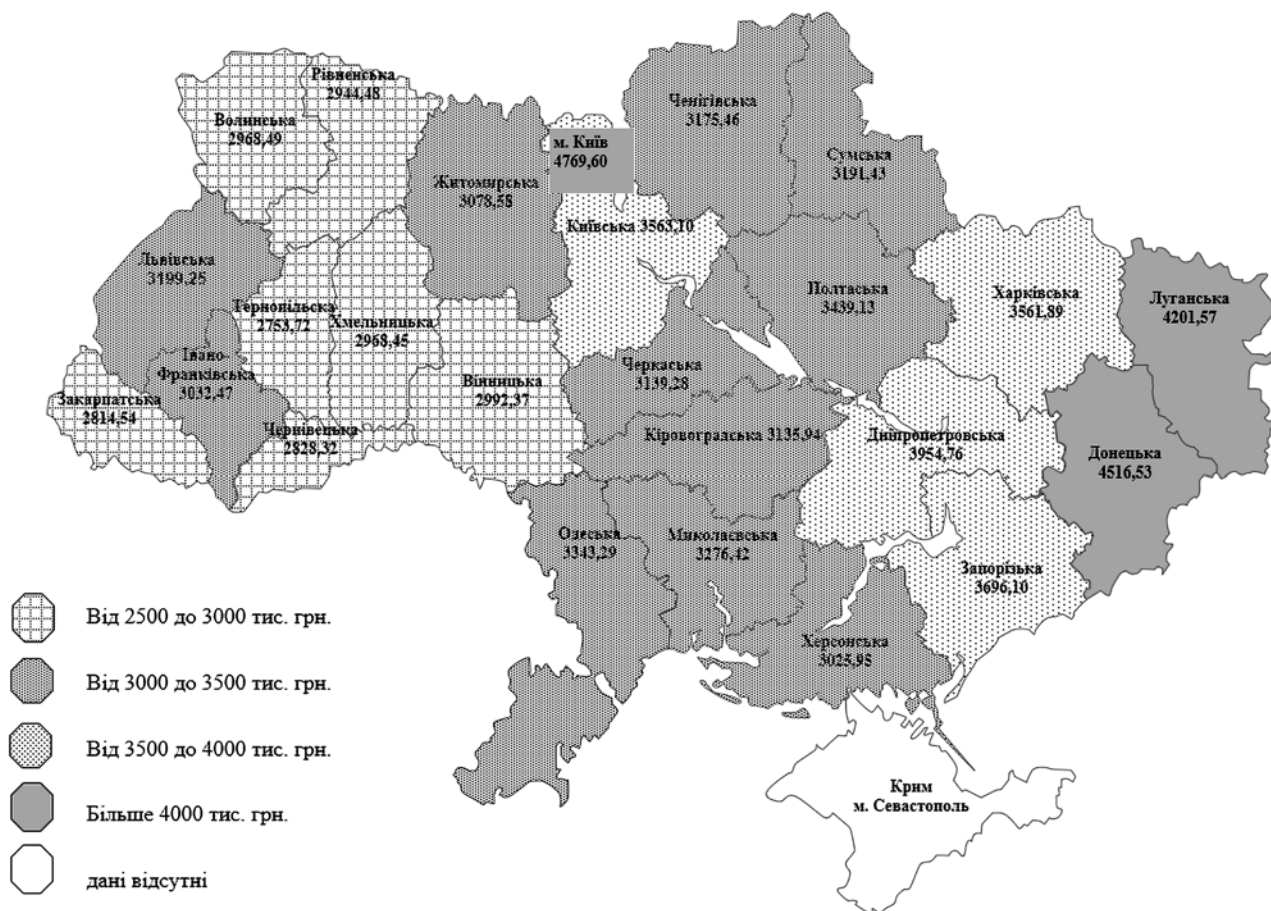 Рівненська
2944,48
Волинська
2968,49
Житомирська
3078,58
м. Київ
4769,60
Ченігівська
3175,46
Сумська
3191,43
Київська 3563,10
Львівська
3199,25
Тернопільска
2753,72
Хмельницька
2968,45
Полтаська
3439,13
Харківська
3561,89
Луганська
4201,57
Івано-
Франківська
3032,47
Закарпатська
2814,54
Чернівецька
2828,32
Вінницька
2992,37
Черкаська
3139,28
Кіровоградська 3135,94
Дніпропетровська
3954,76
Донецька
4516,53
Одеська
3343,29
Миколаєвська
3276,42
Запорізька
3696,10
Херсонська
3025,95
Крим
м. Севастополь
Від 2500 до 3000 тис. грн.
Від 3000 до 3500 тис. грн.
Від 3500 до 4000 тис. грн.
Більше 4000 тис. грн.
дані відсутні